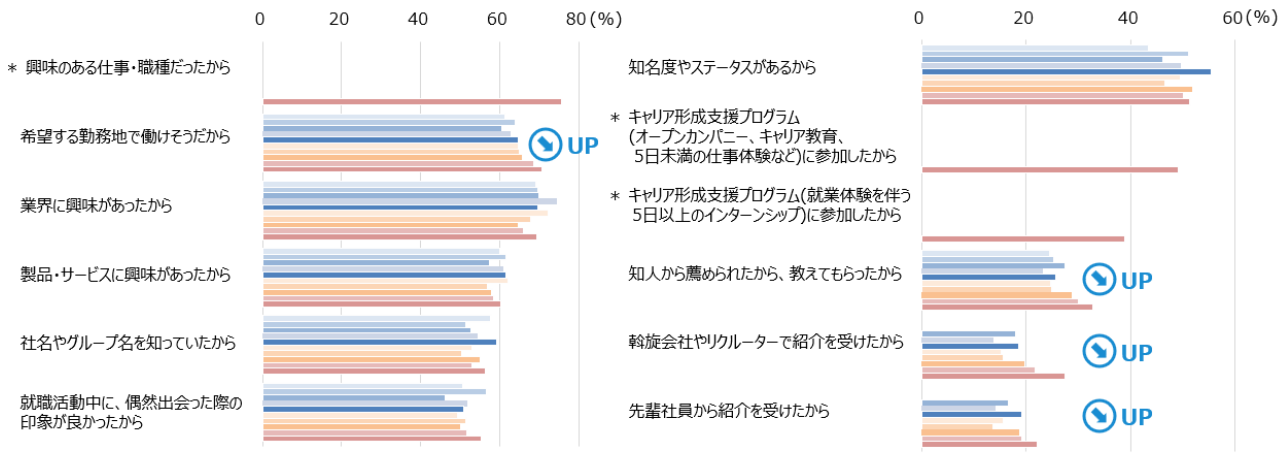 0 20 40 60 80 (%)
* 興味のある仕事・職種だったから
希望する勤務地で働けそうだから
UP
業界に興味があったから
製品・サービスに興味があったから
社名やグループ名を知っていたから
就職活動中に、偶然出会った際の
印象が良かったから
0 20 40 60 (%)
知名度やステータスがあるから
* キャリア形成支援プログラム
(オープンカンパニー、キャリア教育、
5日未満の仕事体験など)に参加したから
* キャリア形成支援プログラム(就業体験を伴う
5日以上のインターンシップ)に参加したから
知人から薦められたから、教えてもらったから
UP
斡旋会社やリクルーターで紹介を受けたから
UP
先輩社員から紹介を受けたから
UP